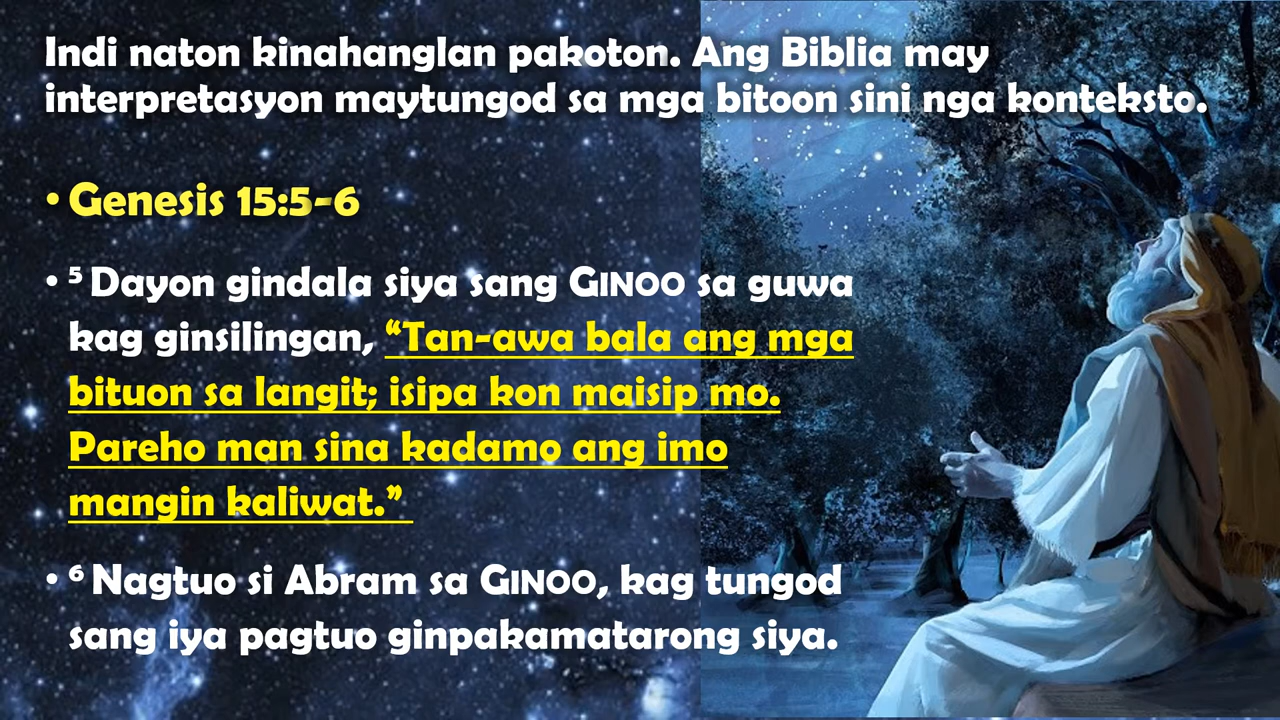 Indi naton kinahanglan pakoton. Ang Biblia may
interpretasyon maytungod sa mga bitoon sini nga konteksto.
• Genesis 15:5-6
• ⁵ Dayon gindala siya sang GINOO sa guwa
kag ginsilingan, “Tan-awa bala ang mga
bituon sa langit; isipa kon maisip mo.
Pareho man sina kadamo ang imo
mangin kaliwat.”
• ⁶ Nagtuo si Abram sa GINOO, kag tungod
sang iya pagtuo ginpakamatarong siya.